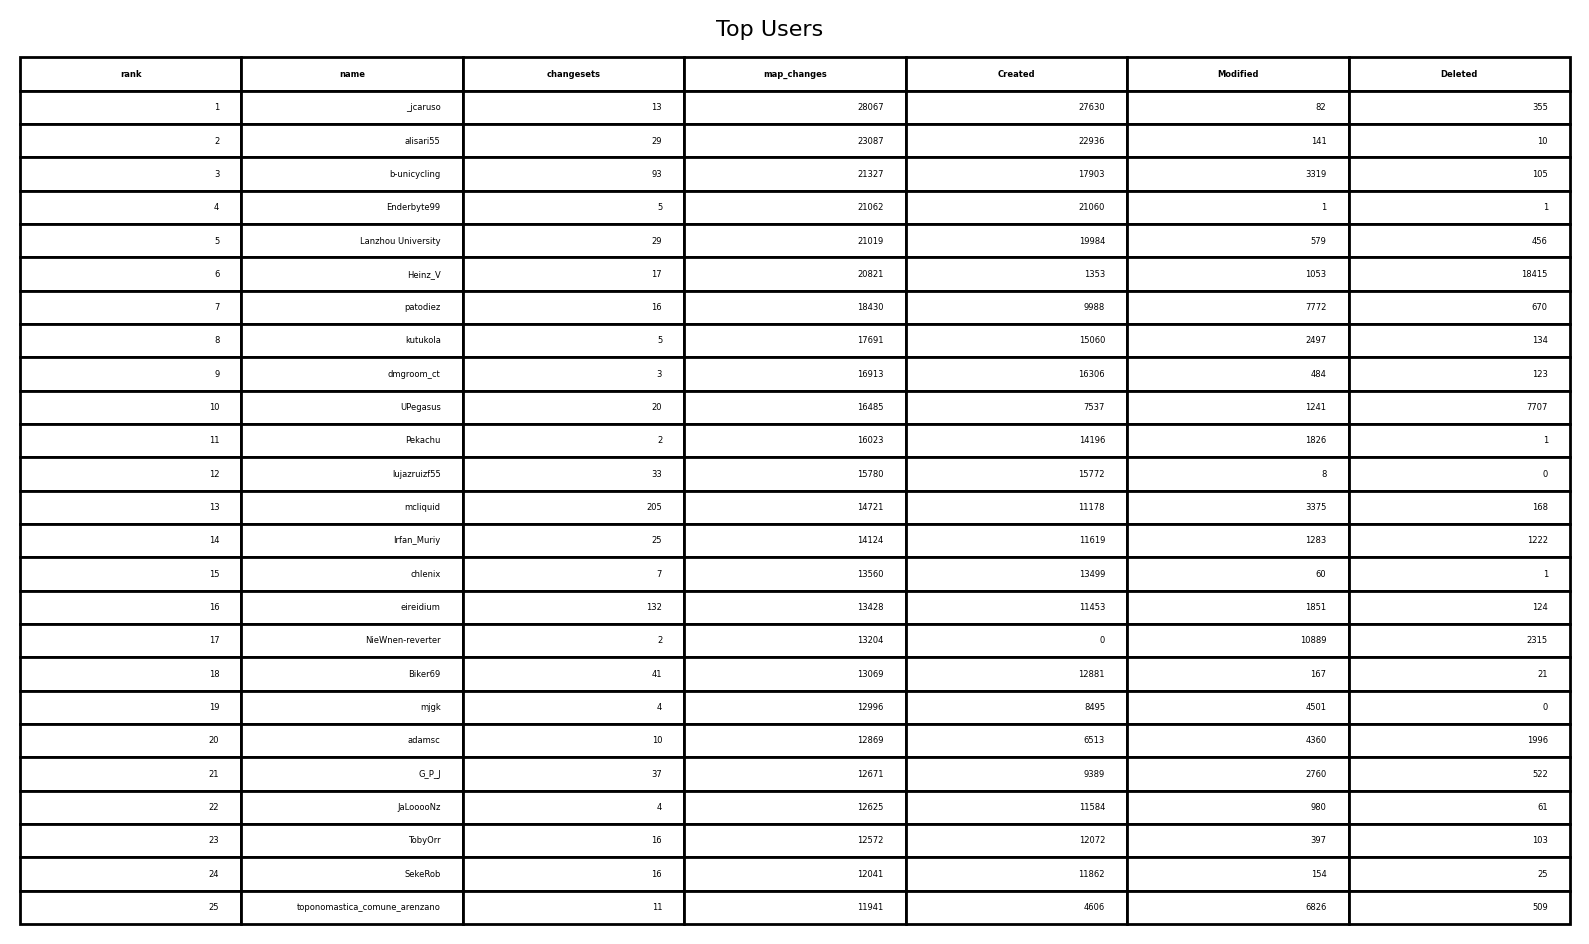 Top Users
rank name changesets map_changes Created Modified Deleted
1 _jcaruso 13 28067 27630 82 355
2 alisari55 29 23087 22936 141 10
3 b-unicycling 93 21327 17903 3319 105
4 Enderbyte99 5 21062 21060 1 1
5 Lanzhou University 29 21019 19984 579 456
6 Heinz_V 17 20821 1353 1053 18415
7 patodiez 16 18430 9988 7772 670
8 kutukola 5 17691 15060 2497 134
9 dmgroom_ct 3 16913 16306 484 123
10 UPegasus 20 16485 7537 1241 7707
11 Pekachu 2 16023 14196 1826 1
12 lujazruizf55 33 15780 15772 8 0
13 mcliquid 205 14721 11178 3375 168
14 Irfan_Muriy 25 14124 11619 1283 1222
15 chlenix 7 13560 13499 60 1
16 eireidium 132 13428 11453 1851 124
17 NieWnen-reverter 2 13204 0 10889 2315
18 Biker69 41 13069 12881 167 21
19 mjgk 4 12996 8495 4501 0
20 adamsc 10 12869 6513 4360 1996
21 G_P_J 37 12671 9389 2760 522
22 JaLooooNz 4 12625 11584 980 61
23 TobyOrr 16 12572 12072 397 103
24 SekeRob 16 12041 11862 154 25
25 toponomastica_comune_arenzano 11 11941 4606 6826 509